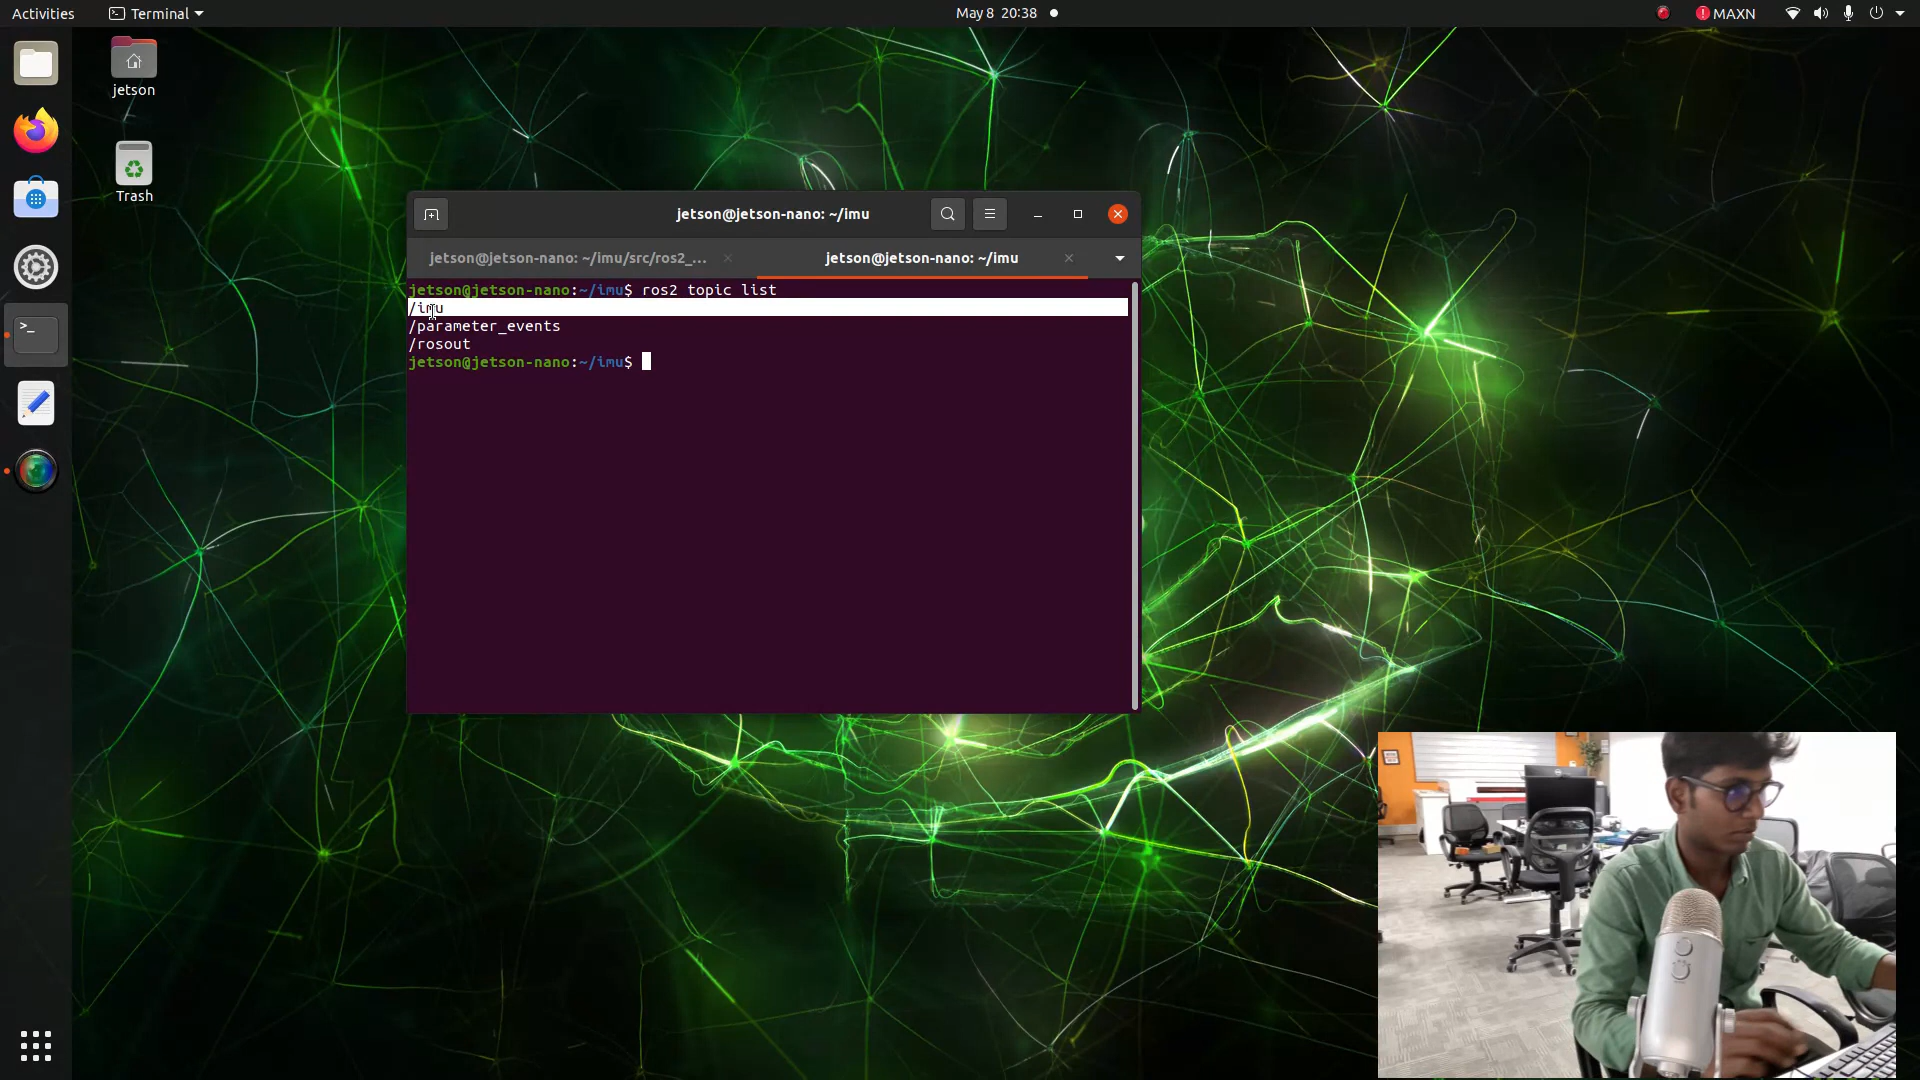 Activities
Terminal
May 8 20:38
MAXN
jetson
Trash
jetson@jetson-nano: ~/imu
jetson@jetson-nano: ~/imu/src/ros2_...
jetson@jetson-nano: ~/imu
jetson@jetson-nano:~/imu$ ros2 topic list
/imu
/parameter_events
/rosout
jetson@jetson-nano:~/imu$